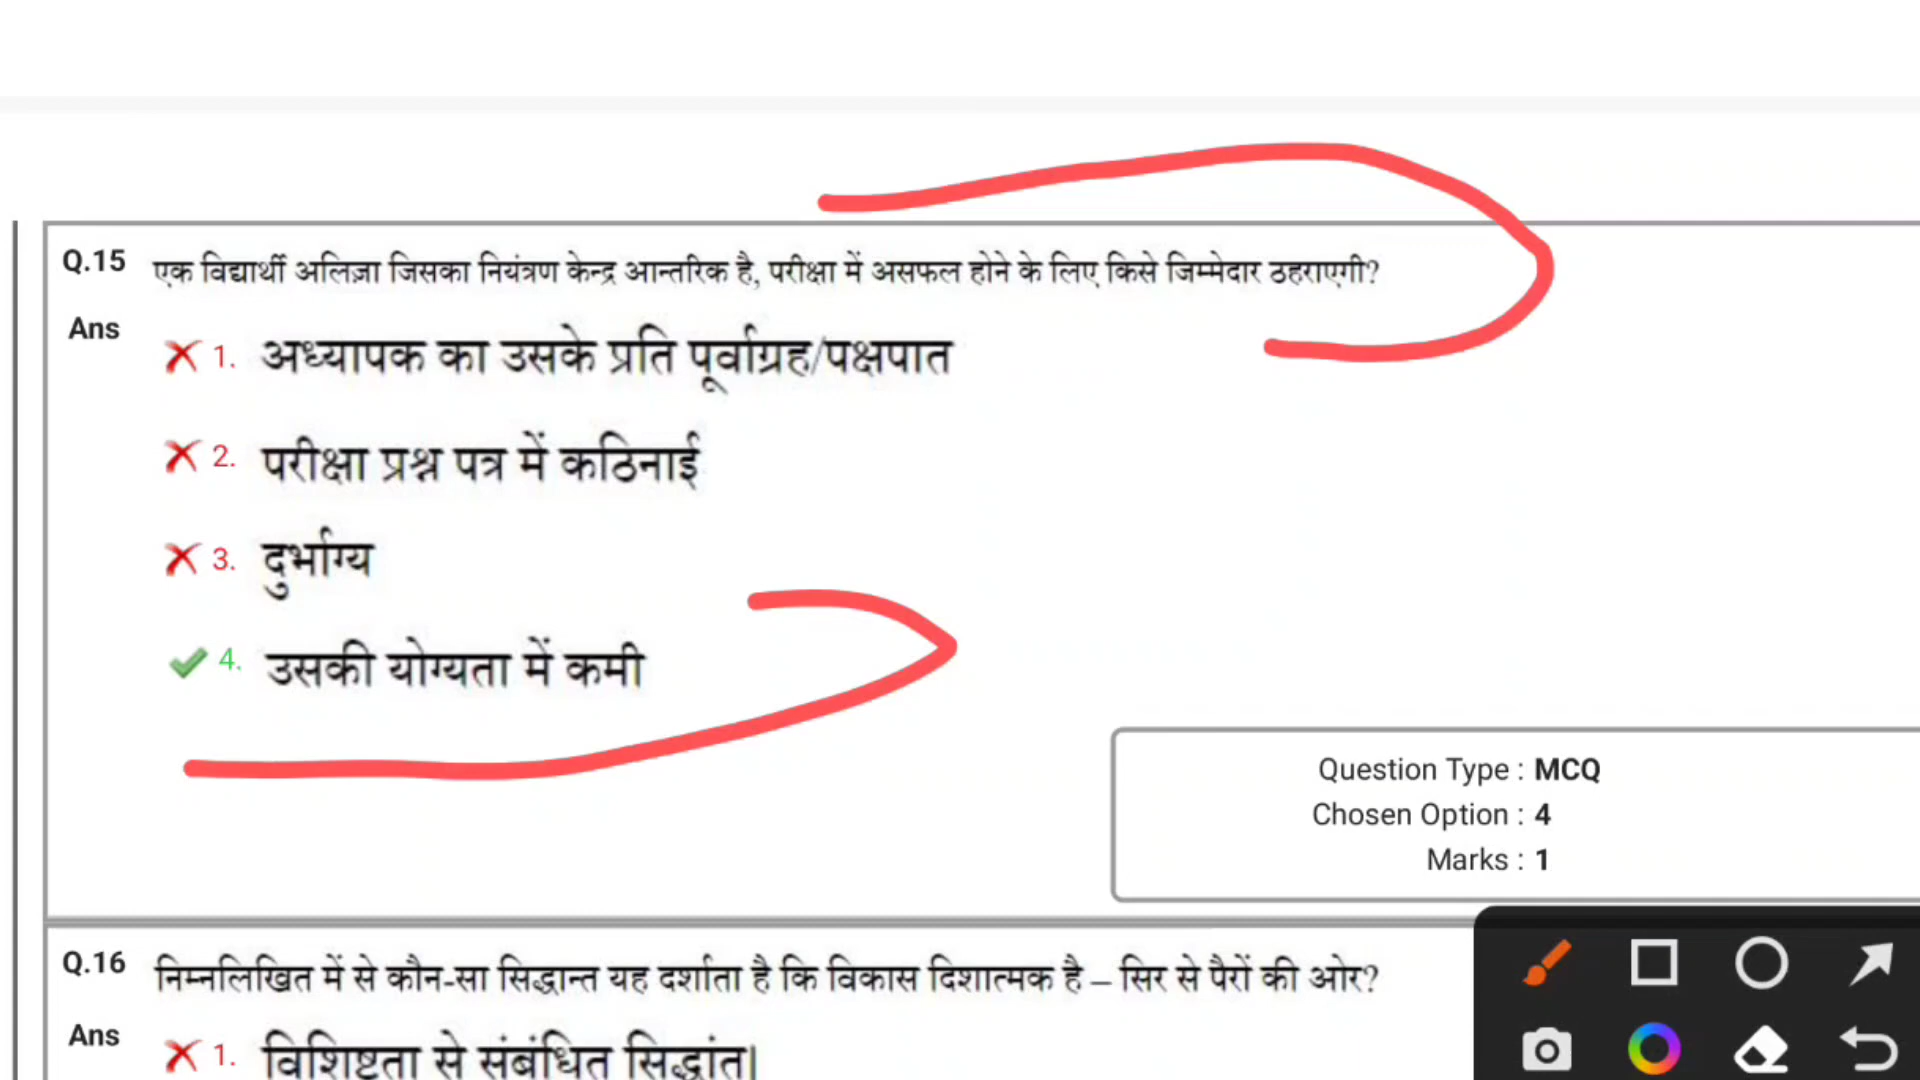 Q.15 एक विद्यार्थी अलिज़ा जिसका नियंत्रण केन्द्र आन्तरिक है, परीक्षा में असफल होने के लिए किसे जिम्मेदार ठहराएगी?
Ans
1. अध्यापक का उसके प्रति पूर्वाग्रह/पक्षपात
2. परीक्षा प्रश्न पत्र में कठिनाई
3. दुर्भाग्य
4. उसकी योग्यता में कमी
Question Type : MCQ
Chosen Option : 4
Marks : 1
Q.16 निम्नलिखित में से कौन-सा सिद्धान्त यह दर्शाता है कि विकास दिशात्मक है – सिर से पैरों की ओर?
Ans
1. विशिष्टता से संबंधित सिद्धांत।